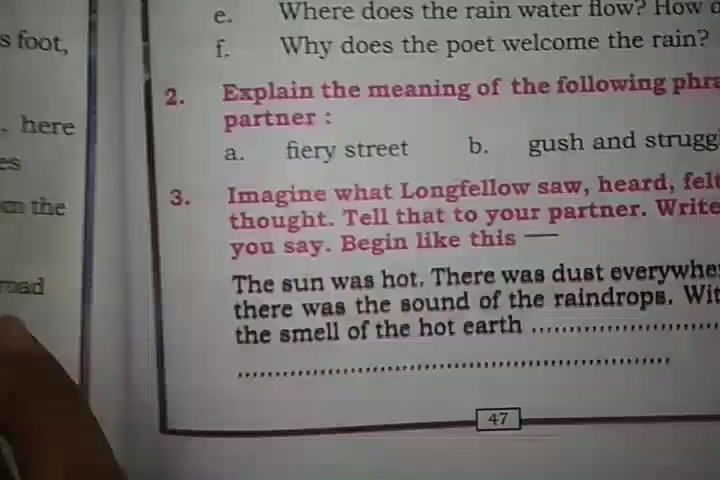 s foot,
here
es
on the
road
e. Where does the rain water flow? How
f. Why does the poet welcome the rain?
2. Explain the meaning of the following phra
partner :
a. fiery street b. gush and strugg
3. Imagine what Longfellow saw, heard, felt
thought. Tell that to your partner. Write
you say. Begin like this —
The sun was hot. There was dust everywhe
there was the sound of the raindrops. Wit
the smell of the hot earth ........................
................................................................
47